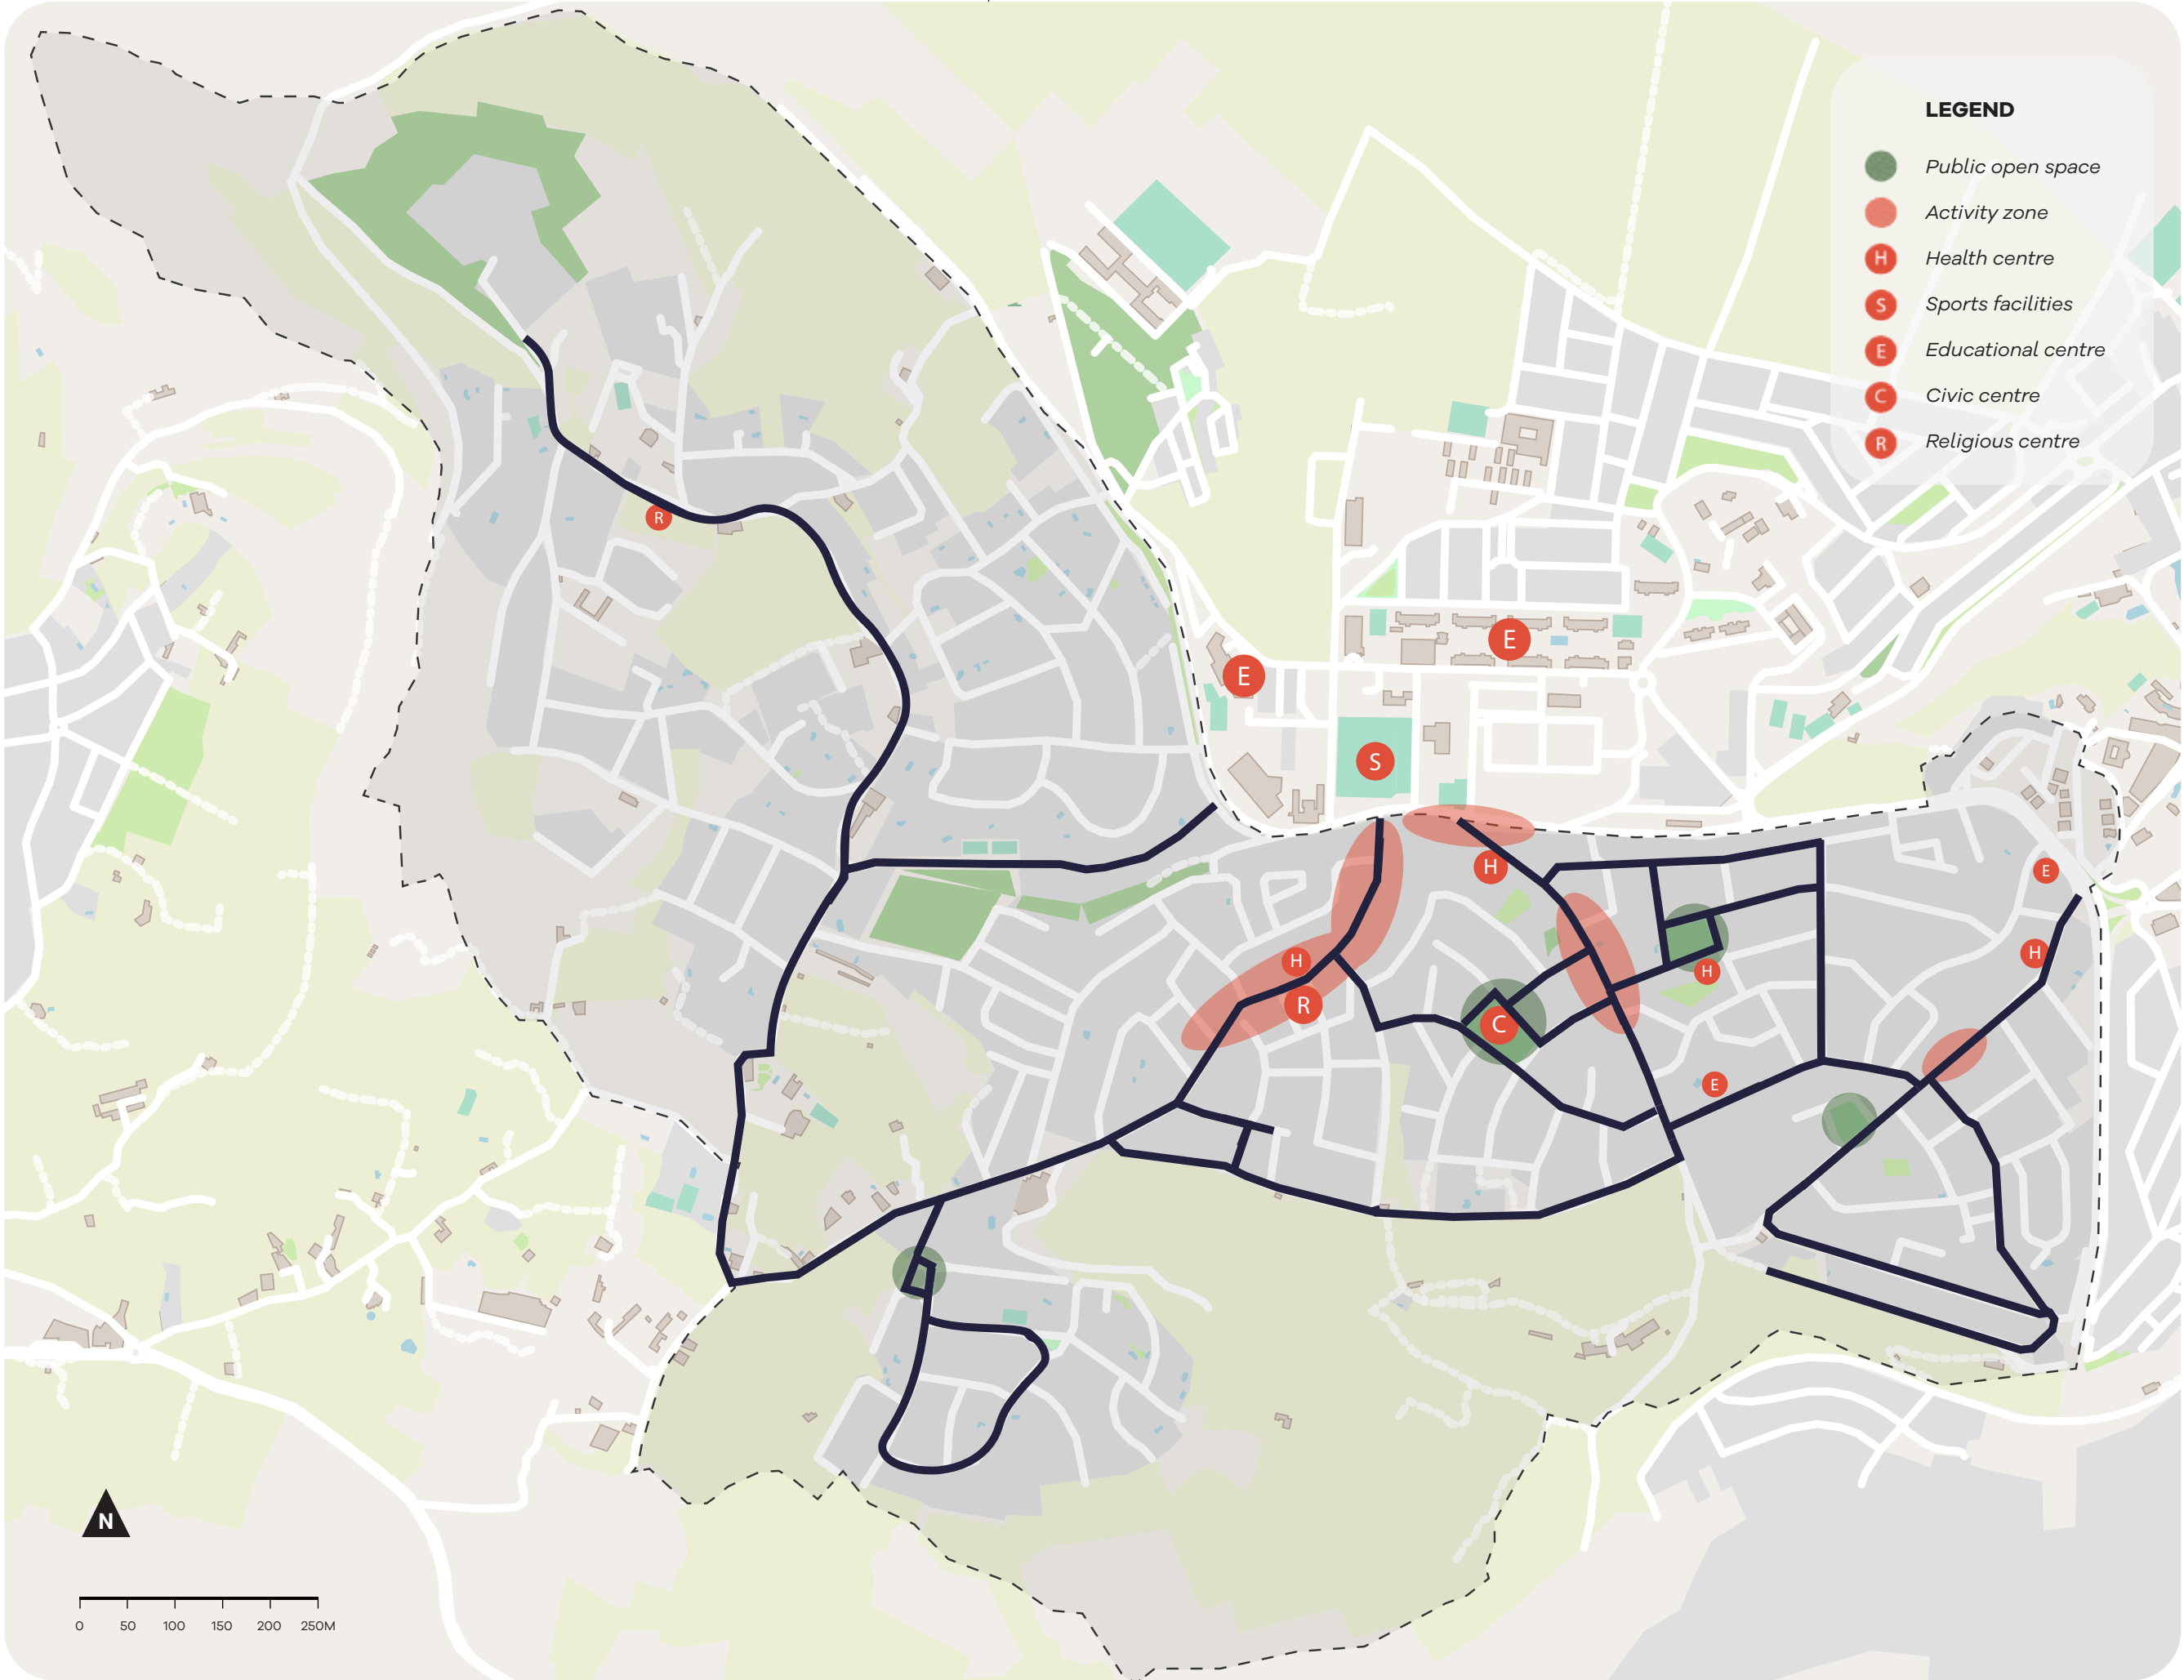 LEGEND
Public open space
Activity zone
H Health centre
S Sports facilities
E Educational centre
C Civic centre
R Religious centre
R
E
E
S
H
E
H
H
H
R
C
H
E
N
0 50 100 150 200 250M